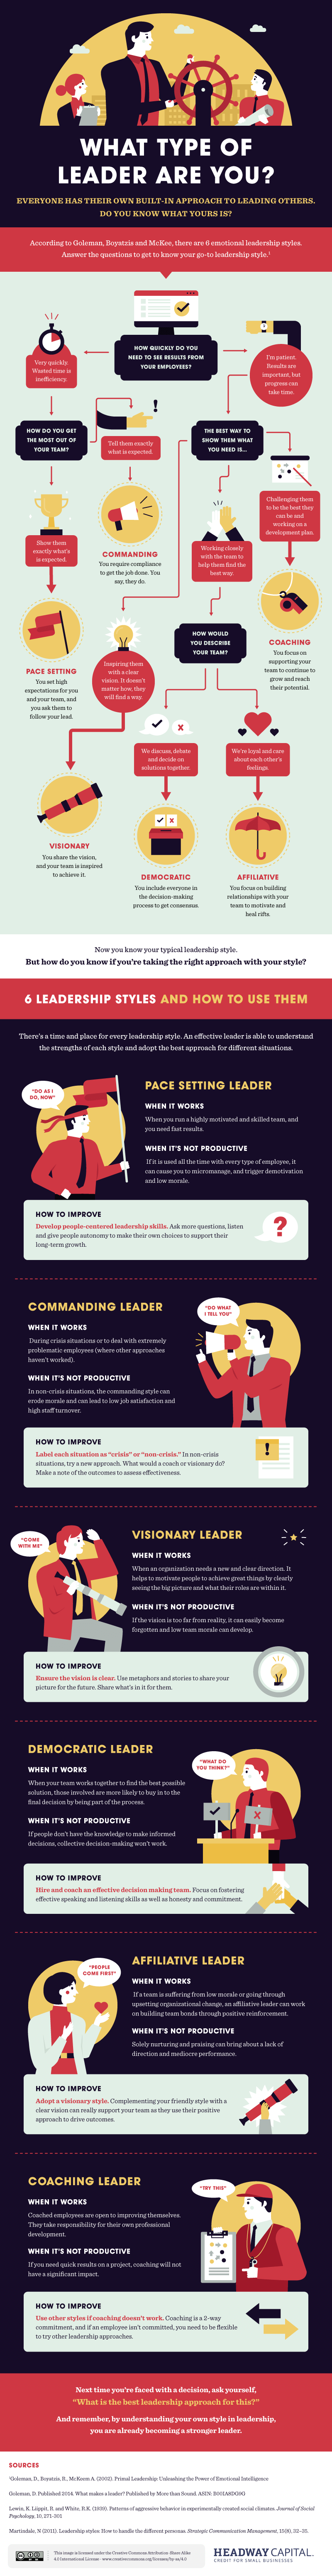 WHAT TYPE OF
LEADER ARE YOU?
EVERYONE HAS THEIR OWN BUILT-IN APPROACH TO LEADING OTHERS.
DO YOU KNOW WHAT YOURS IS?
According to Goleman, Boyatzis and McKee, there are 6 emotional leadership styles.
Answer the questions to get to know your go-to leadership style.¹
HOW QUICKLY DO YOU
NEED TO SEE RESULTS FROM
YOUR EMPLOYEES?
Very quickly.
Wasted time is
inefficiency.
I'm patient.
Results are
important, but
progress can
take time.
HOW DO YOU GET
THE MOST OUT OF
YOUR TEAM?
Tell them exactly
what is expected.
THE BEST WAY TO
SHOW THEM WHAT
YOU NEED IS...
Show them
exactly what's
is expected.
COMMANDING
You require compliance
to get the job done. You
say, they do.
Working closely
with the team to
help them find the
best way.
Challenging them
to be the best they
can be and
working on a
development plan.
PACE SETTING
You set high
expectations for you
and your team, and
you ask them to
follow your lead.
Inspiring them
with a clear
vision. It doesn't
matter how, they
will find a way.
HOW WOULD
YOU DESCRIBE
YOUR TEAM?
COACHING
You focus on
supporting your
team to continue to
grow and reach
their potential.
We discuss, debate
and decide on
solutions together.
We're loyal and care
about each other's
feelings.
VISIONARY
You share the vision,
and your team is inspired
to achieve it.
DEMOCRATIC
You include everyone in
the decision-making
process to get consensus.
AFFILIATIVE
You focus on building
relationships with your
team to motivate and
heal rifts.
Now you know your typical leadership style.
But how do you know if you're taking the right approach with your style?
6 LEADERSHIP STYLES AND HOW TO USE THEM
There's a time and place for every leadership style. An effective leader is able to understand
the strengths of each style and adopt the best approach for different situations.
"DO AS I
DO, NOW"
PACE SETTING LEADER
WHEN IT WORKS
When you run a highly motivated and skilled team, and
you need fast results.
WHEN IT'S NOT PRODUCTIVE
If it is used all the time with every type of employee, it
can cause you to micromanage, and trigger demotivation
and low morale.
HOW TO IMPROVE
Develop people-centered leadership skills. Ask more questions, listen
and give people autonomy to make their own choices to support their
long-term growth.
COMMANDING LEADER
"DO WHAT
I TELL YOU"
WHEN IT WORKS
During crisis situations or to deal with extremely
problematic employees (where other approaches
haven't worked).
WHEN IT'S NOT PRODUCTIVE
In non-crisis situations, the commanding style can
erode morale and can lead to low job satisfaction and
high staff turnover.
HOW TO IMPROVE
Label each situation as "crisis" or "non-crisis." In non-crisis
situations, try a new approach. What would a coach or visionary do?
Make a note of the outcomes to assess effectiveness.
"COME
WITH ME"
VISIONARY LEADER
WHEN IT WORKS
When an organization needs a new and clear direction. It
helps to motivate people to achieve great things by clearly
seeing the big picture and what roles are within it.
WHEN IT'S NOT PRODUCTIVE
If the vision is too far from reality, it can easily become
forgotten and low team morale can develop.
HOW TO IMPROVE
Ensure the vision is clear. Use metaphors and stories to share your
picture for the future. Share what's in it for them.
DEMOCRATIC LEADER
"WHAT DO
YOU THINK?"
WHEN IT WORKS
When your team works together to find the best possible
solution, those involved are more likely to buy in to the
final decision by being part of the process.
WHEN IT'S NOT PRODUCTIVE
If people don't have the knowledge to make informed
decisions, collective decision-making won't work.
HOW TO IMPROVE
Hire and coach an effective decision making team. Focus on fostering
effective speaking and listening skills as well as honesty and commitment.
"PEOPLE
COME FIRST"
AFFILIATIVE LEADER
WHEN IT WORKS
If a team is suffering from low morale or going through
upsetting organizational change, an affiliative leader can work
on building team bonds through positive reinforcement.
WHEN IT'S NOT PRODUCTIVE
Solely nurturing and praising can bring about a lack of
direction and mediocre performance.
HOW TO IMPROVE
Adopt a visionary style. Complementing your friendly style with a
clear vision can really support your team as they use their positive
approach to drive outcomes.
COACHING LEADER
"TRY THIS"
WHEN IT WORKS
Coached employees are open to improving themselves.
They take responsibility for their own professional
development.
WHEN IT'S NOT PRODUCTIVE
If you need quick results on a project, coaching will not
have a significant impact.
HOW TO IMPROVE
Use other styles if coaching doesn't work. Coaching is a 2-way
commitment, and if an employee isn't committed, you need to be flexible
to try other leadership approaches.
Next time you're faced with a decision, ask yourself,
"What is the best leadership approach for this?"
And remember, by understanding your own style in leadership,
you are already becoming a stronger leader.
SOURCES
¹Goleman, D., Boyatzis, R., McKeem A. (2002). Primal Leadership: Unleashing the Power of Emotional Intelligence
Goleman, D. Published 2014. What makes a leader? Published by More than Sound. ASIN: B00IA8DG9G
Lewin, K. Lippit, R. and White, R.K. (1939). Patterns of aggressive behavior in experimentally created social climates. Journal of Social
Psychology, 10, 271-301
Martindale, N (2011). Leadership styles: How to handle the different personas. Strategic Communication Management, 15(8), 32–35.
This image is licensed under the Creative Commons Attribution-Share Alike
4.0 International License - www.creativecommons.org/licenses/by-sa/4.0
HEADWAY CAPITAL.
CREDIT FOR SMALL BUSINESSES